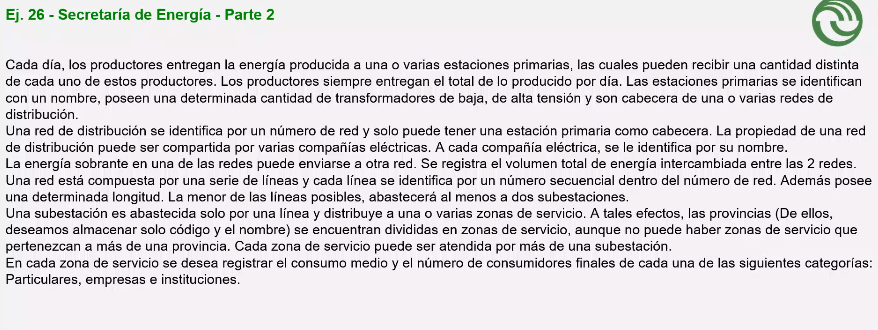 Ej. 26 - Secretaría de Energía - Parte 2
Cada día, los productores entregan la energía producida a una o varias estaciones primarias, las cuales pueden recibir una cantidad distinta
de cada uno de estos productores. Los productores siempre entregan el total de lo producido por día. Las estaciones primarias se identifican
con un nombre, poseen una determinada cantidad de transformadores de baja, de alta tensión y son cabecera de una o varias redes de
distribución.
Una red de distribución se identifica por un número de red y solo puede tener una estación primaria como cabecera. La propiedad de una red
de distribución puede ser compartida por varias compañías eléctricas. A cada compañía eléctrica, se le identifica por su nombre.
La energía sobrante en una de las redes puede enviarse a otra red. Se registra el volumen total de energía intercambiada entre las 2 redes.
Una red está compuesta por una serie de líneas y cada línea se identifica por un número secuencial dentro del número de red. Además posee
una determinada longitud. La menor de las líneas posibles, abastecerá al menos a dos subestaciones.
Una subestación es abastecida solo por una línea y distribuye a una o varias zonas de servicio. A tales efectos, las provincias (De ellos,
deseamos almacenar solo código y el nombre) se encuentran divididas en zonas de servicio, aunque no puede haber zonas de servicio que
pertenezcan a más de una provincia. Cada zona de servicio puede ser atendida por más de una subestación.
En cada zona de servicio se desea registrar el consumo medio y el número de consumidores finales de cada una de las siguientes categorías:
Particulares, empresas e instituciones.